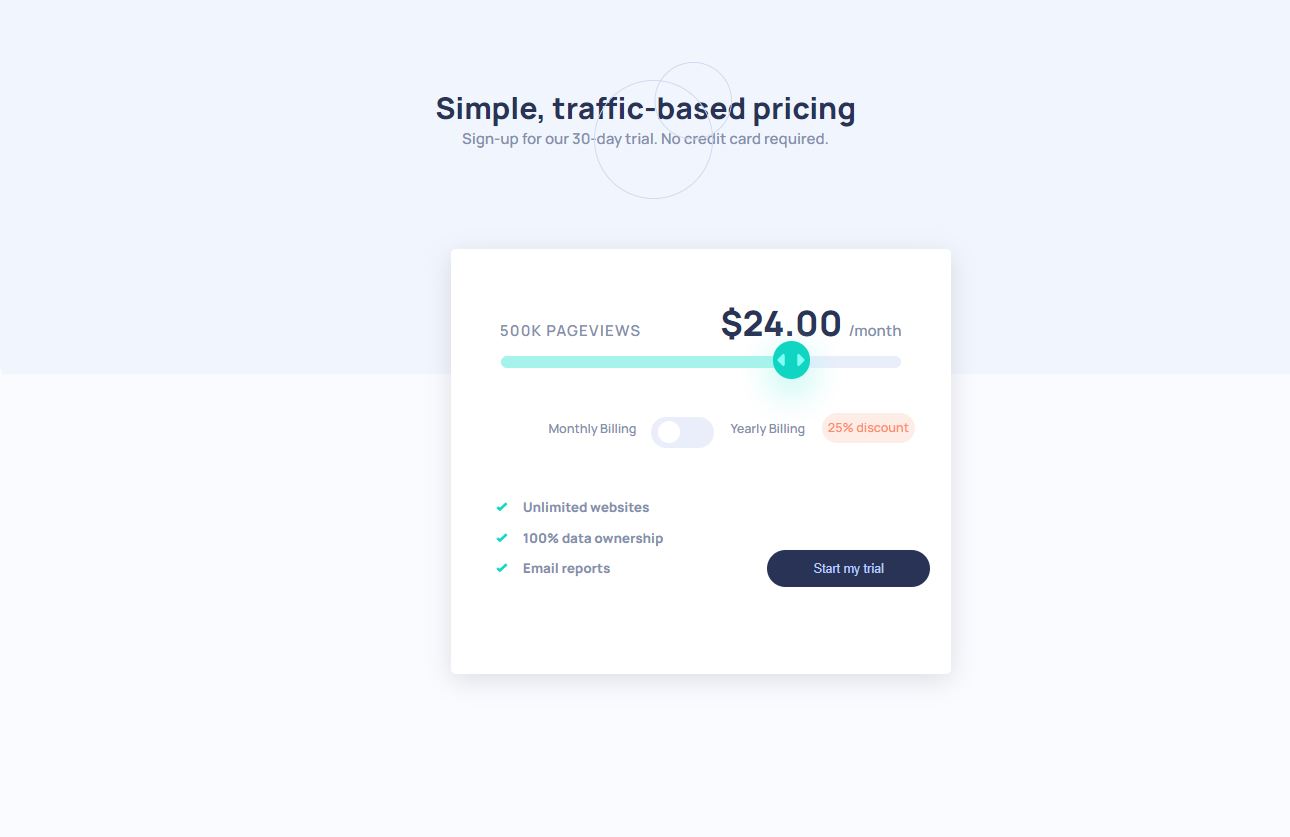 Simple, traffic-based pricing
Sign-up for our 30-day trial. No credit card required.
500K PAGEVIEWS $24.00 /month
Monthly Billing Yearly Billing 25% discount
Unlimited websites
100% data ownership
Email reports Start my trial